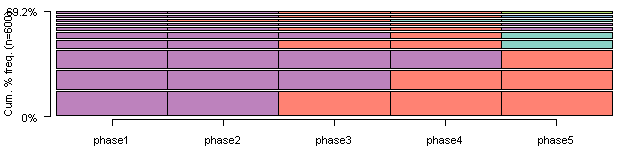 69.2%
Cum. % freq. (n=600)
0%
phase1 phase2 phase3 phase4 phase5